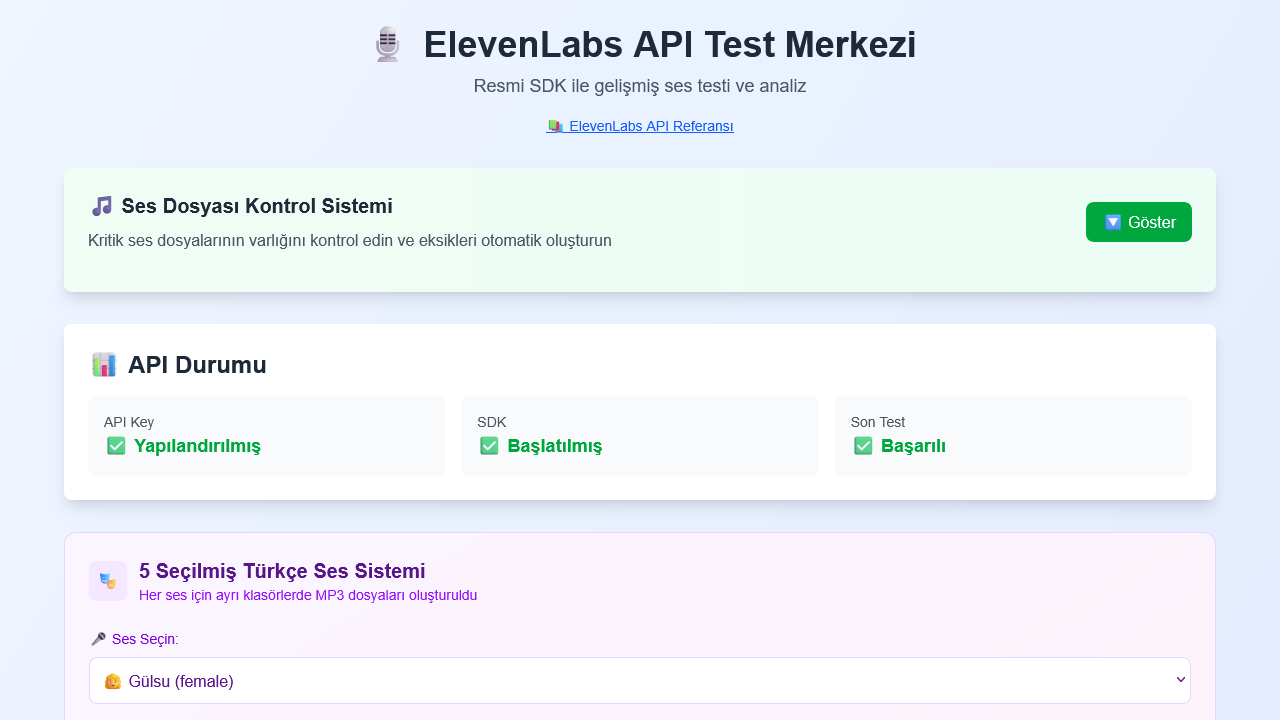 ElevenLabs API Test Merkezi
Resmi SDK ile gelişmiş ses testi ve analiz
ElevenLabs API Referansı
Ses Dosyası Kontrol Sistemi
Kritik ses dosyalarının varlığını kontrol edin ve eksikleri otomatik oluşturun
Göster
API Durumu
API Key
Yapılandırılmış
SDK
Başlatılmış
Son Test
Başarılı
5 Seçilmiş Türkçe Ses Sistemi
Her ses için ayrı klasörlerde MP3 dosyaları oluşturuldu
Ses Seçin:
Gülsu (female)